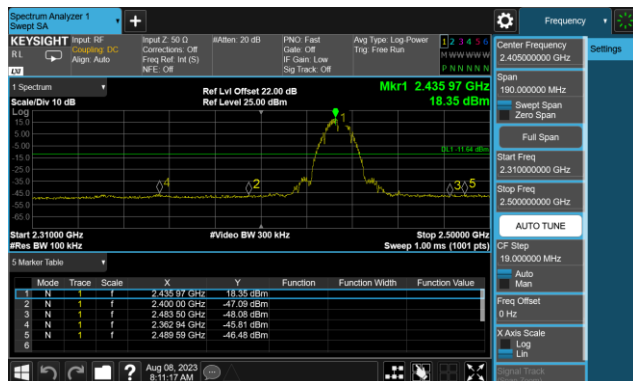 Spectrum Analyzer 1
Swept SA
+
Frequency
KEYSIGHT
RL
LXI
Input: RF
Coupling: DC
Align: Auto
Input Z: 50 Ω
Corrections: Off
Freq Ref: Int (S)
NFE: Off
#Atten: 20 dB
PNO: Fast
Gate: Off
IF Gain: Low
Sig Track: Off
Avg Type: Log-Power
Trig: Free Run
1 2 3 4 5 6
M W W W W W
P N N N N N
1 Spectrum
Scale/Div 10 dB
Ref Lvl Offset 22.00 dB
Ref Level 25.00 dBm
Mkr1 2.435 97 GHz
18.35 dBm
Log
15.0
5.00
-5.00
-15.0
-25.0
-35.0
-45.0
-55.0
-65.0
1
DL1 -11.64 dBm
4
2
3
5
Start 2.31000 GHz
#Video BW 300 kHz
Stop 2.50000 GHz
#Res BW 100 kHz
Sweep 1.00 ms (1001 pts)
5 Marker Table
Mode Trace Scale X Y Function Function Width Function Value
1 N 1 f 2.435 97 GHz 18.35 dBm
2 N 1 f 2.400 00 GHz -47.09 dBm
3 N 1 f 2.483 50 GHz -48.08 dBm
4 N 1 f 2.362 94 GHz -45.81 dBm
5 N 1 f 2.489 59 GHz -46.48 dBm
6
?
Aug 08, 2023
8:11:17 AM
Center Frequency
2.405000000 GHz
Settings
Span
190.000000 MHz
Swept Span
Zero Span
Full Span
Start Freq
2.310000000 GHz
Stop Freq
2.500000000 GHz
AUTO TUNE
CF Step
19.000000 MHz
Auto
Man
Freq Offset
0 Hz
X Axis Scale
Log
Lin
Signal Track